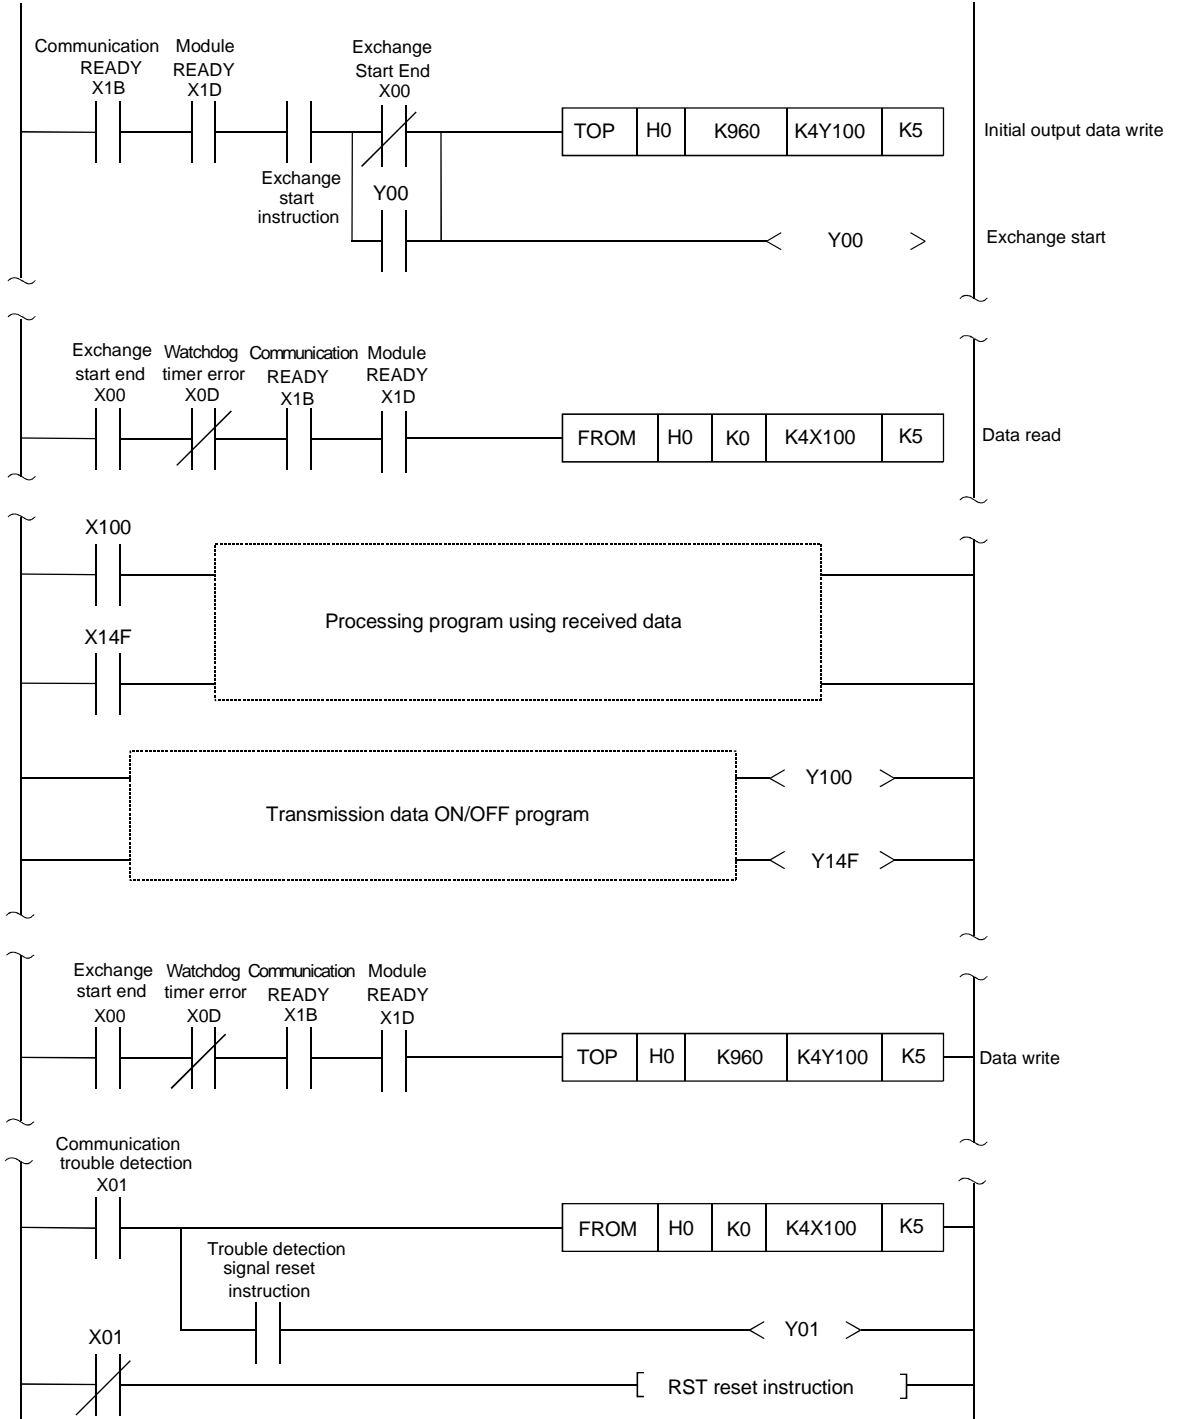 Communication
READY
X1B
Module
READY
X1D
Exchange
Start End
X00
TOP H0 K960 K4Y100 K5
Initial output data write
Exchange
start
instruction
Y00
Y00
Exchange start
Exchange
start end
X00
Watchdog
timer error
X0D
Communication
READY
X1B
Module
READY
X1D
FROM H0 K0 K4X100 K5
Data read
X100
Processing program using received data
X14F
Y100
Transmission data ON/OFF program
Y14F
Exchange
start end
X00
Watchdog
timer error
X0D
Communication
READY
X1B
Module
READY
X1D
TOP H0 K960 K4Y100 K5
Data write
Communication
trouble detection
X01
FROM H0 K0 K4X100 K5
Trouble detection
signal reset
instruction
Y01
X01
RST reset instruction